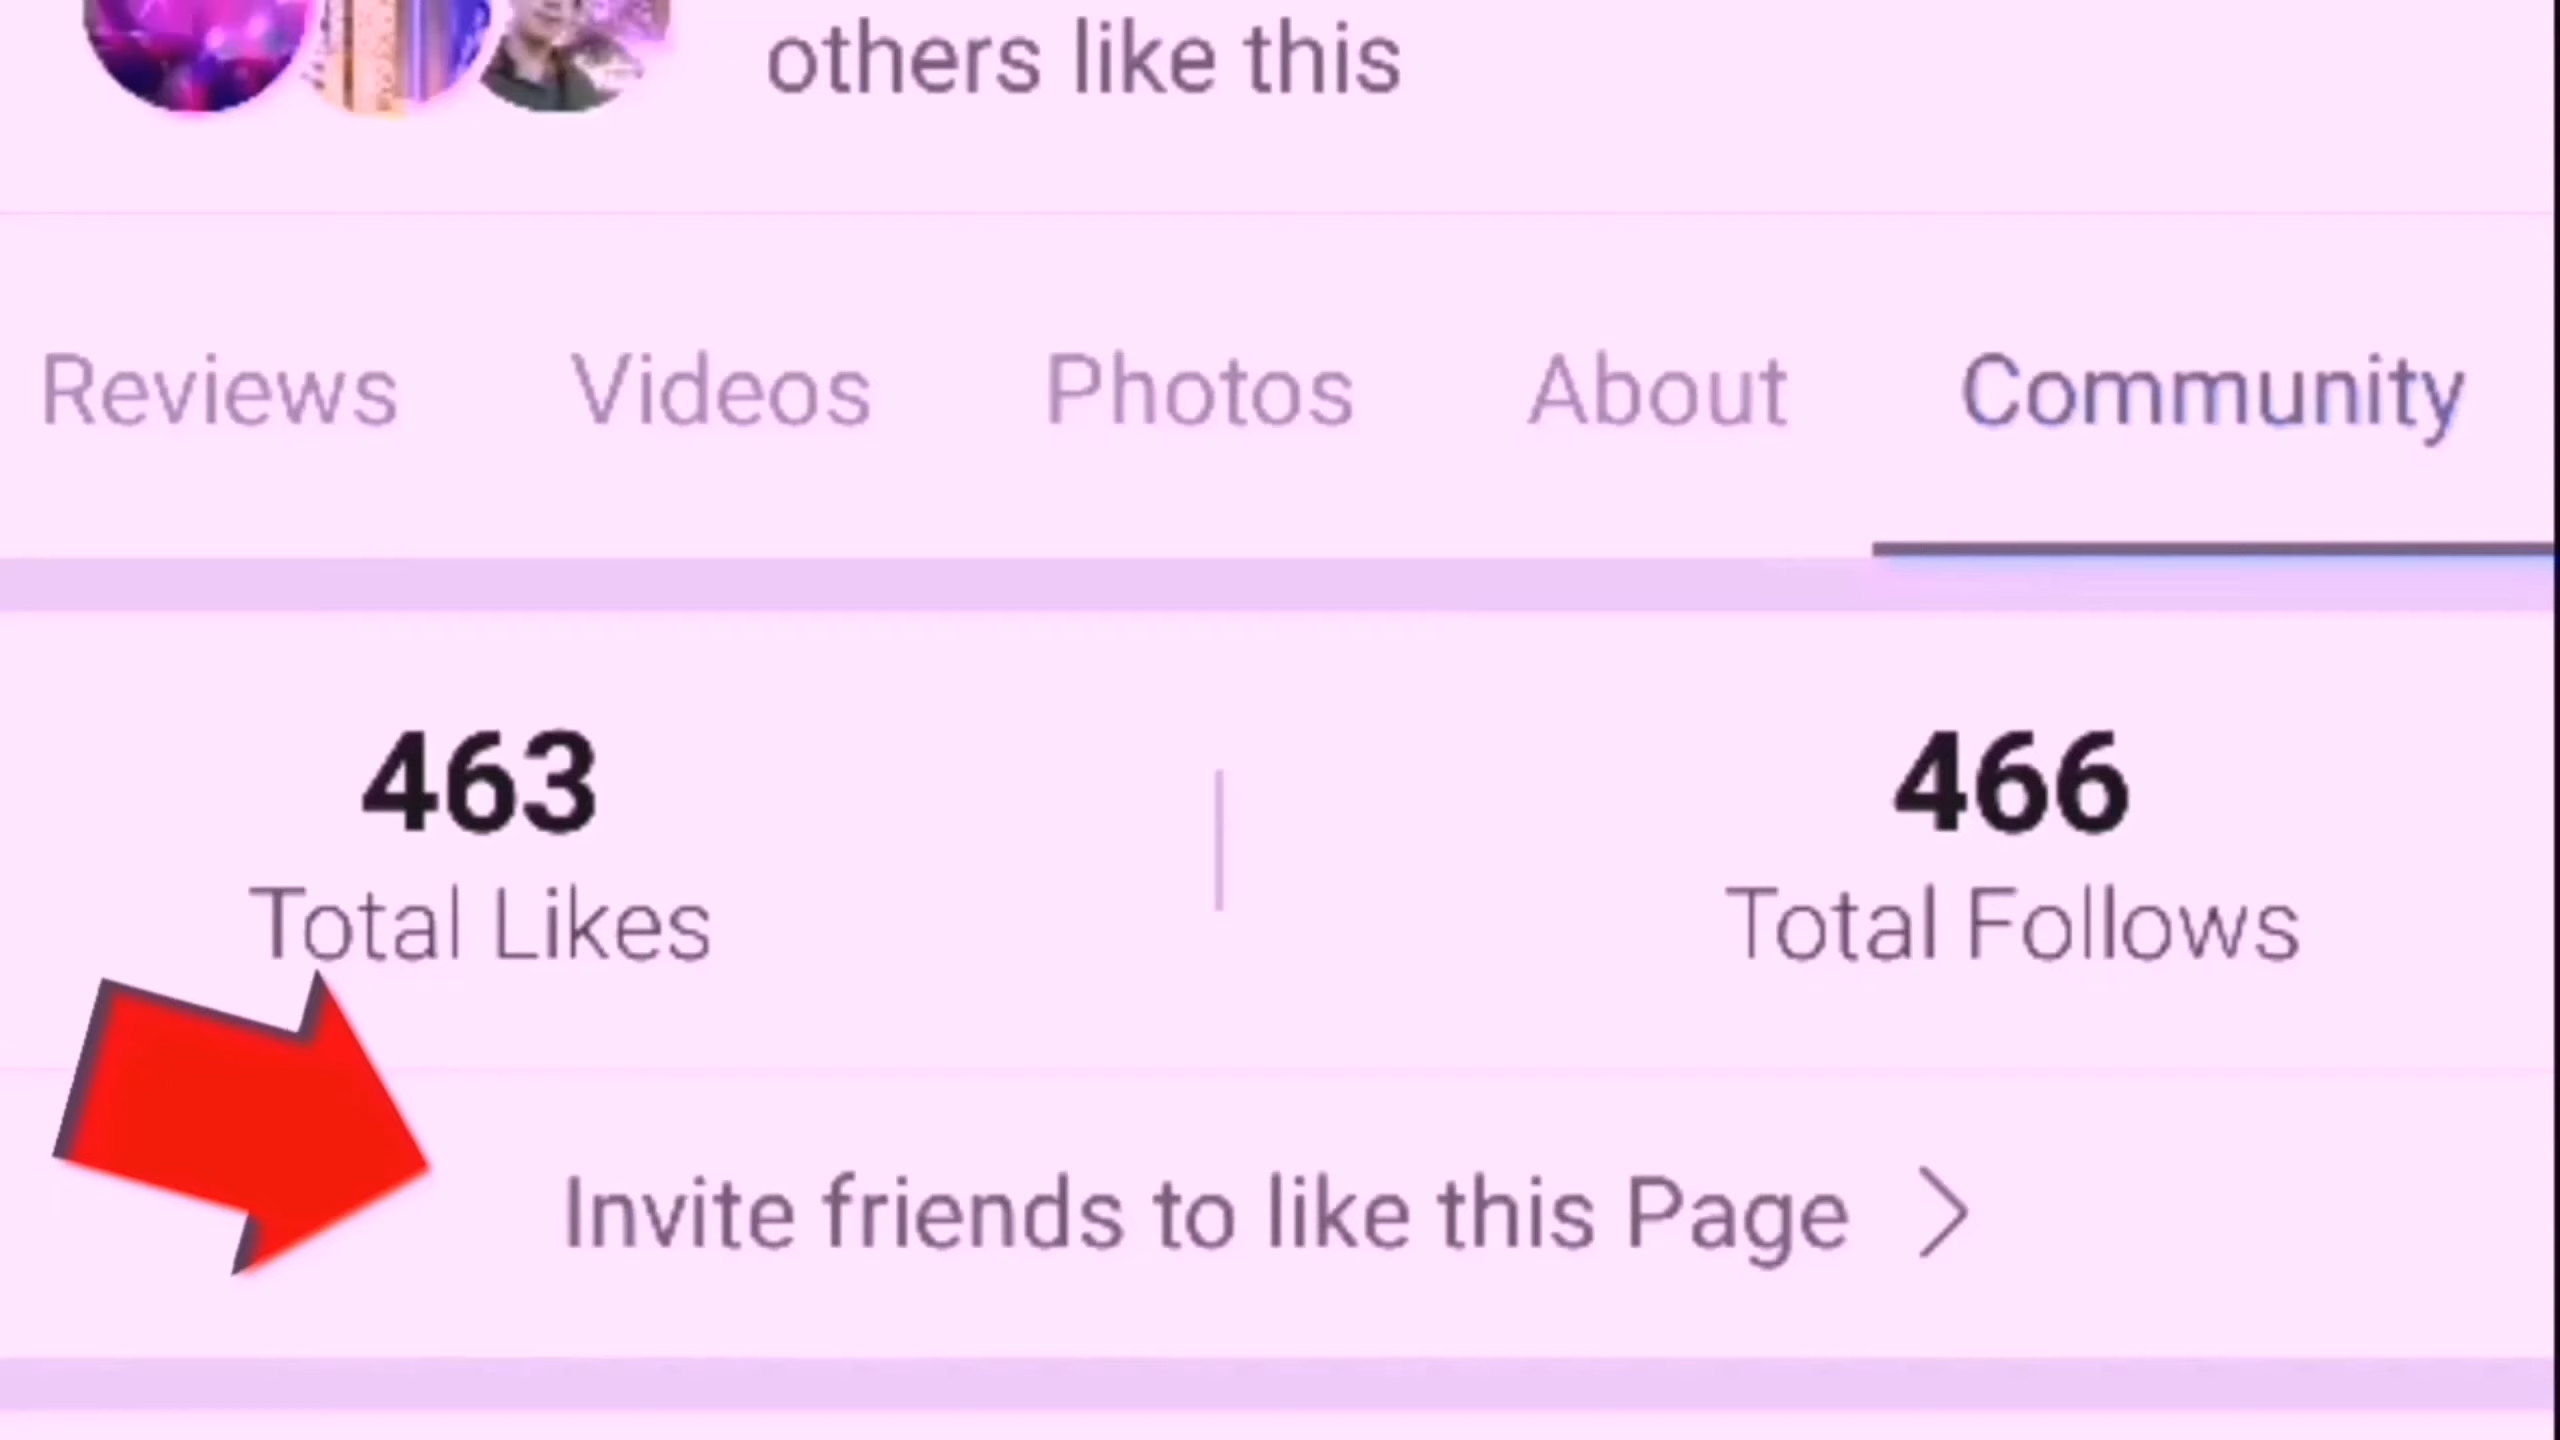 others like this
Reviews Videos Photos About Community
463 466
Total Likes Total Follows
Invite friends to like this Page